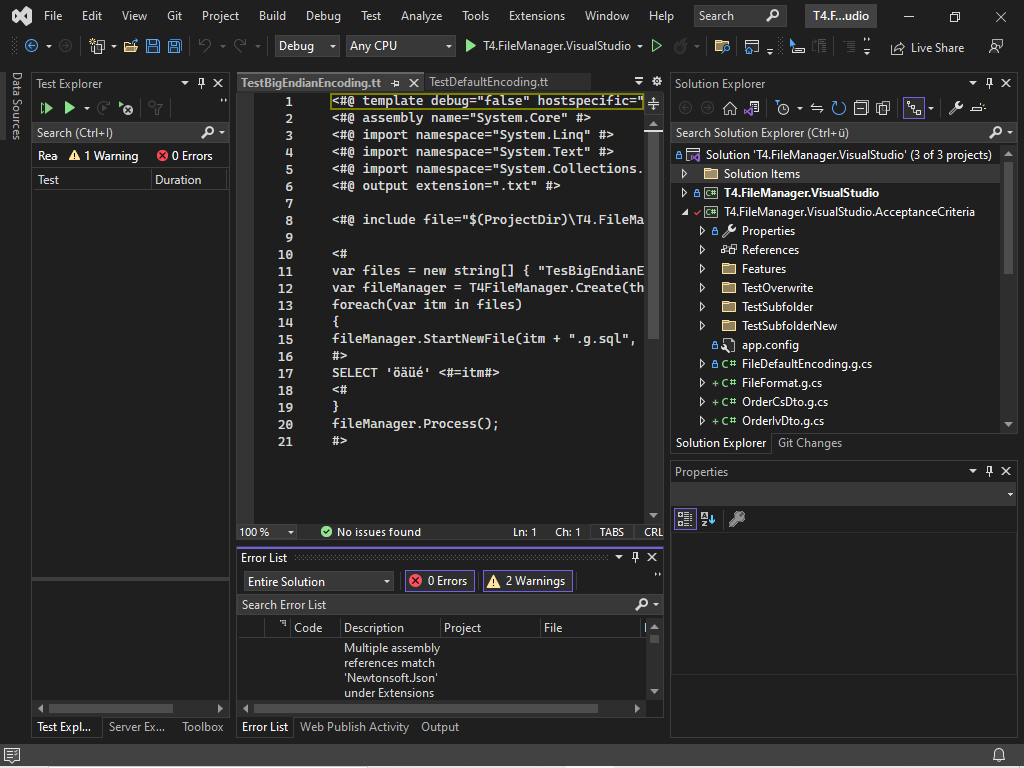 File Edit View Git Project Build Debug Test Analyze Tools Extensions Window Help Search T4.F...udio
Debug Any CPU T4.FileManager.VisualStudio Live Share
Data Sources
Test Explorer
Search (Ctrl+I)
Rea 1 Warning 0 Errors
Test Duration
TestBigEndianEncoding.tt TestDefaultEncoding.tt
1 <#@ template debug="false" hostspecific="
2 <#@ assembly name="System.Core" #>
3 <#@ import namespace="System.Linq" #>
4 <#@ import namespace="System.Text" #>
5 <#@ import namespace="System.Collections.
6 <#@ output extension=".txt" #>
7
8 <#@ include file="$(ProjectDir)\T4.FileMa
9
10 <#
11 var files = new string[] { "TesBigEndianE
12 var fileManager = T4FileManager.Create(th
13 foreach(var itm in files)
14 {
15 fileManager.StartNewFile(itm + ".g.sql",
16 #>
17 SELECT 'öäüé' <#=itm#>
18 <#
19 }
20 fileManager.Process();
21 #>
100 % No issues found Ln: 1 Ch: 1 TABS CRL
Error List
Entire Solution 0 Errors 2 Warnings
Search Error List
Code Description Project File
Multiple assembly
references match
'Newtonsoft.Json'
under Extensions
Test Expl... Server Ex... Toolbox
Error List Web Publish Activity Output
Solution Explorer
Search Solution Explorer (Ctrl+ü)
Solution 'T4.FileManager.VisualStudio' (3 of 3 projects)
Solution Items
T4.FileManager.VisualStudio
T4.FileManager.VisualStudio.AcceptanceCriteria
Properties
References
Features
TestOverwrite
TestSubfolder
TestSubfolderNew
app.config
C# FileDefaultEncoding.g.cs
C# FileFormat.g.cs
C# OrderCsDto.g.cs
C# OrderIvDto.g.cs
Solution Explorer Git Changes
Properties